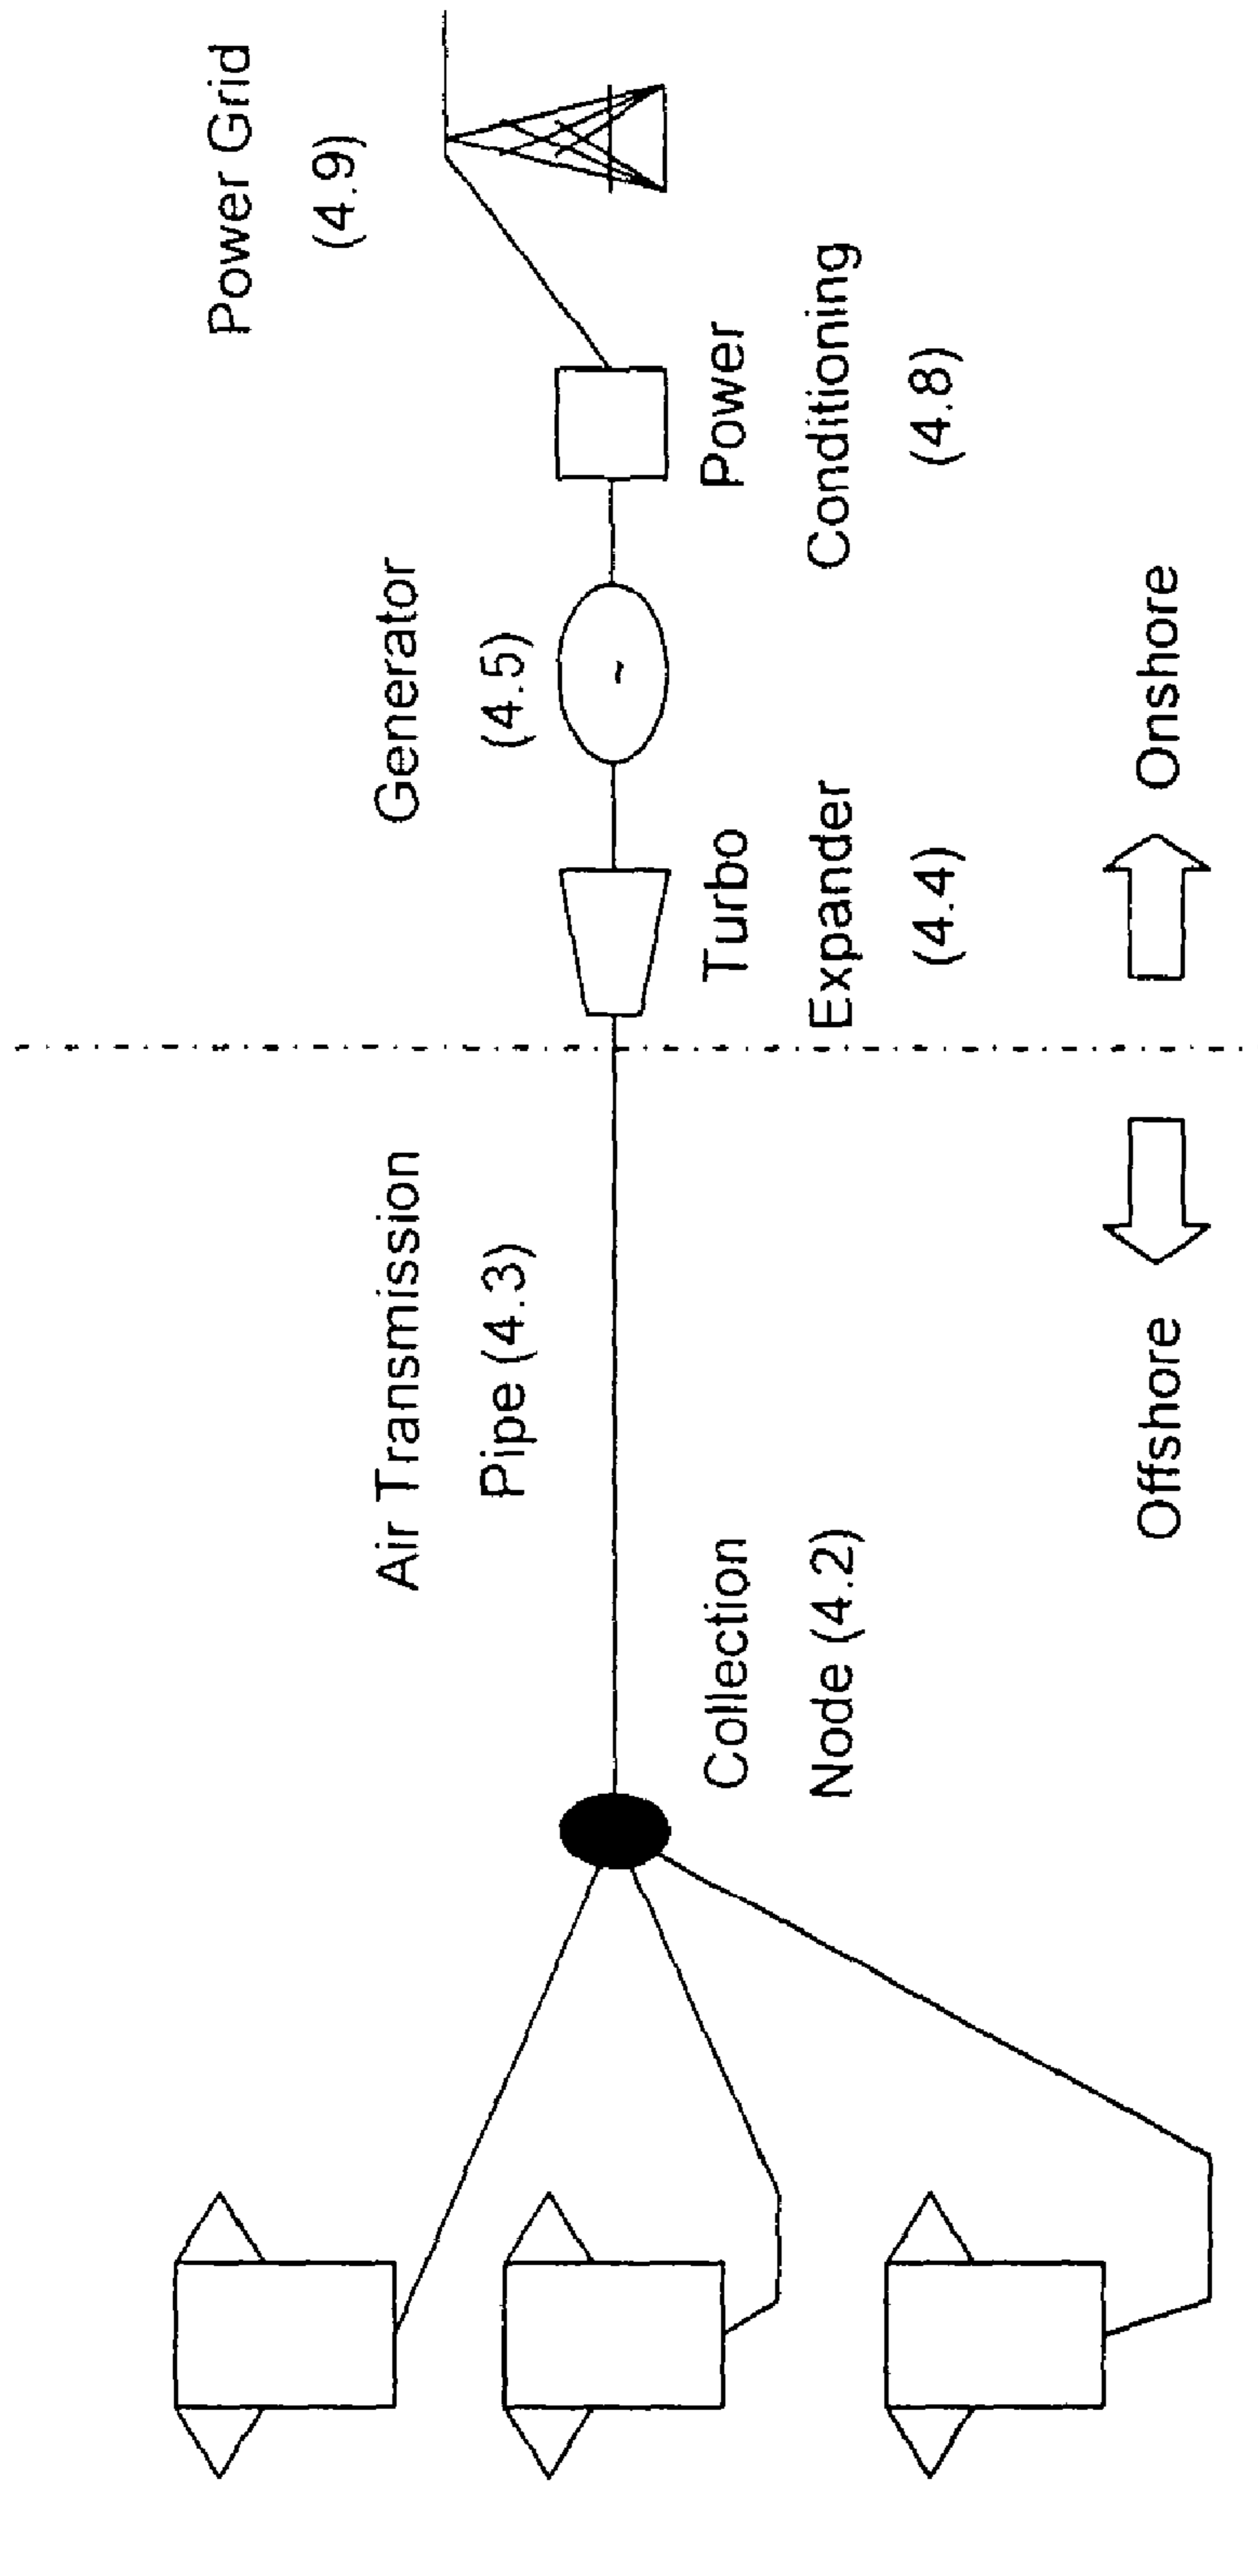 Power Grid
(4.9)
Generator
(4.5)
Air Transmission
Pipe (4.3)
~
Power
Conditioning
(4.8)
Turbo
Expander
(4.4)
Collection
Node (4.2)
Offshore
Onshore